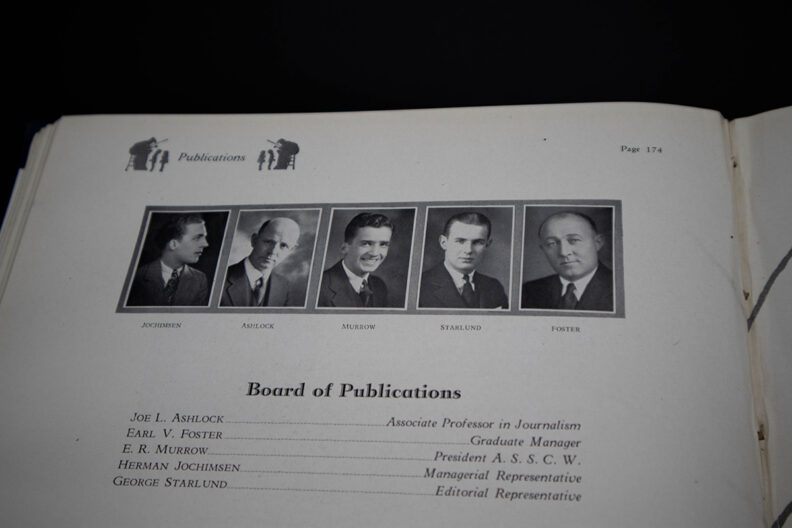 Publications
Page 174
JOCHIMSEN ASHLOCK MURROW STARLUND FOSTER
Board of Publications
JOE L. ASHLOCK Associate Professor in Journalism
EARL V. FOSTER Graduate Manager
E. R. MURROW President A. S. S. C. W.
HERMAN JOCHIMSEN Managerial Representative
GEORGE STARLUND Editorial Representative